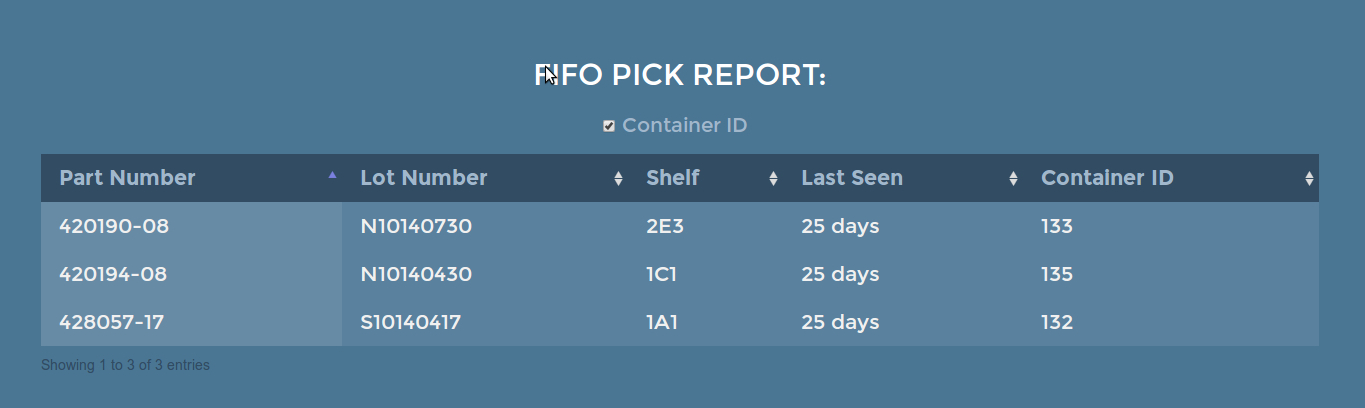 FIFO PICK REPORT:
Container ID
Part Number Lot Number Shelf Last Seen Container ID
420190-08 N10140730 2E3 25 days 133
420194-08 N10140430 1C1 25 days 135
428057-17 S10140417 1A1 25 days 132
Showing 1 to 3 of 3 entries